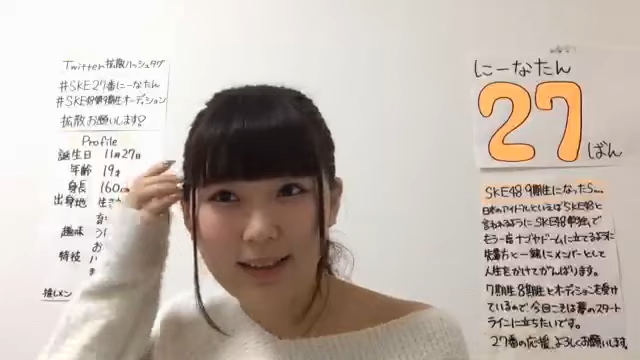 Twitter拡散ハッシュタグ
#SKE27番にーなたん
#SKE48第9期生オーディション
拡散お願いします?
Profile
誕生日 11月27日
年齢 19才
身長 160
出身地
趣味
特技
推しメン
にーなたん
27
ばん
SKE48 9期生になったら...
日本のアイドルといえばSKE48と
言われるようにSKE48単独で
もう一度ナゴヤドームに立てるように
先輩方と一緒にメンバーとして
人生をかけてがんばります。
7期生8期生とオーディションを受け
ているので、今回こそは夢のスタート
ラインに立ちたいです。
27番の応援、よろしくお願いします。